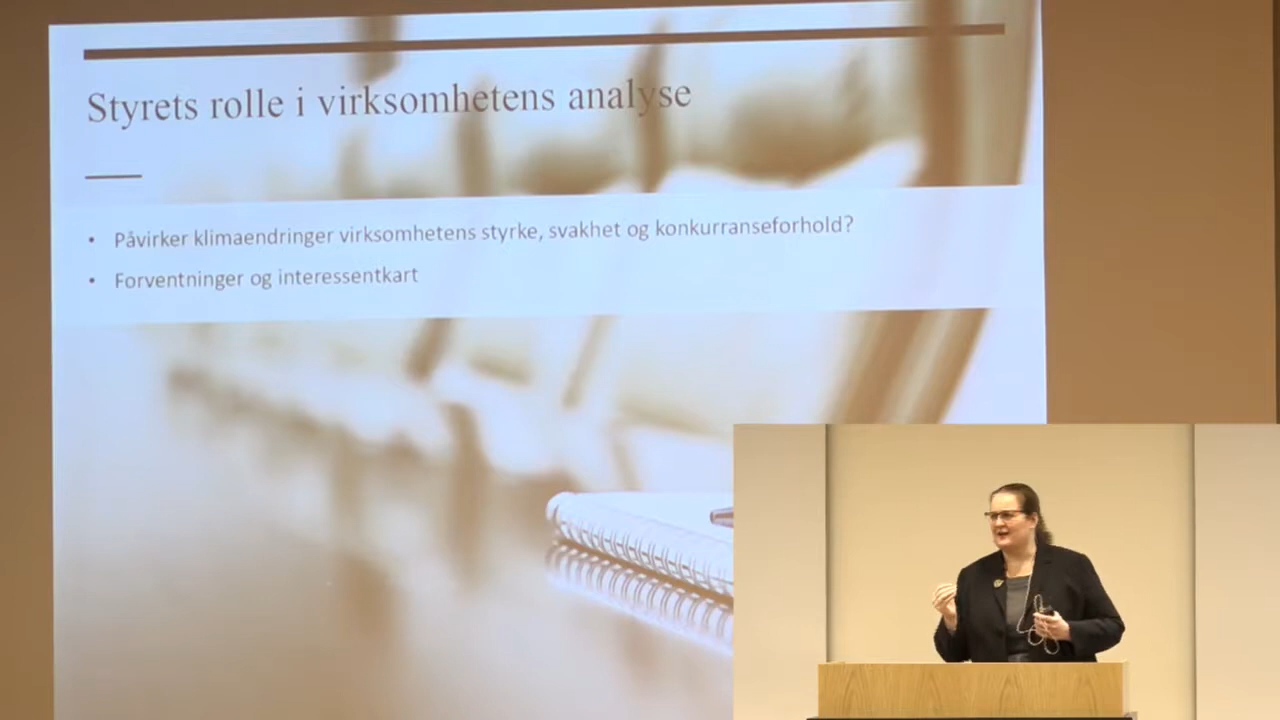 Styrets rolle i virksomhetens analyse
• Påvirker klimaendringer virksomhetens styrke, svakhet og konkurranseforhold?
• Forventninger og interessentkart